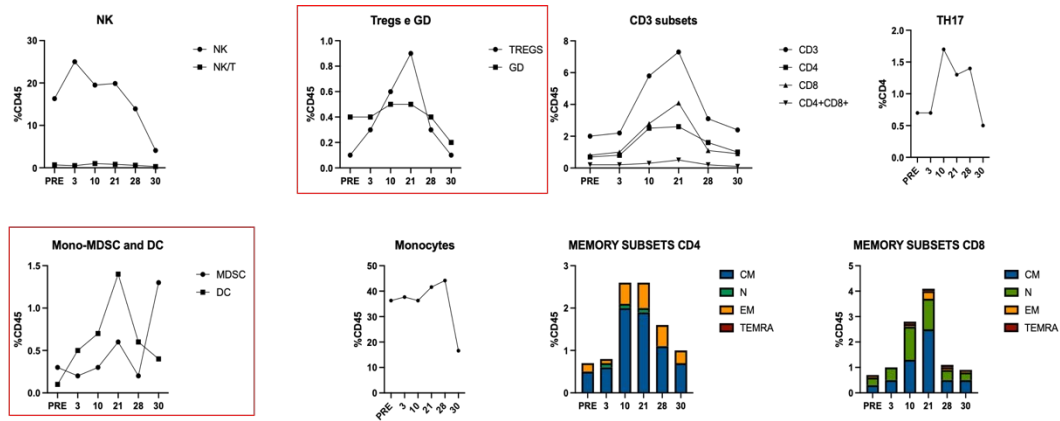 NK
30
20
10
0
%CD45
PRE 3 10 21 28 30
NK
NK/T
Tregs e GD
1.0
0.8
0.6
0.4
0.2
0.0
%CD45
PRE 3 10 21 28 30
TREGS
GD
CD3 subsets
8
6
4
2
0
%CD45
PRE 3 10 21 28 30
CD3
CD4
CD8
CD4+CD8+
TH17
2.0
1.5
1.0
0.5
0.0
%CD4
PRE 3 10 21 28 30
Mono-MDSC and DC
1.5
1.0
0.5
0.0
%CD45
PRE 3 10 21 28 30
MDSC
DC
Monocytes
50
40
30
20
10
0
%CD45
PRE 3 10 21 28 30
MEMORY SUBSETS CD4
3
2
1
0
%CD45
PRE 3 10 21 28 30
CM
N
EM
TEMRA
MEMORY SUBSETS CD8
5
4
3
2
1
0
%CD45
PRE 3 10 21 28 30
CM
N
EM
TEMRA